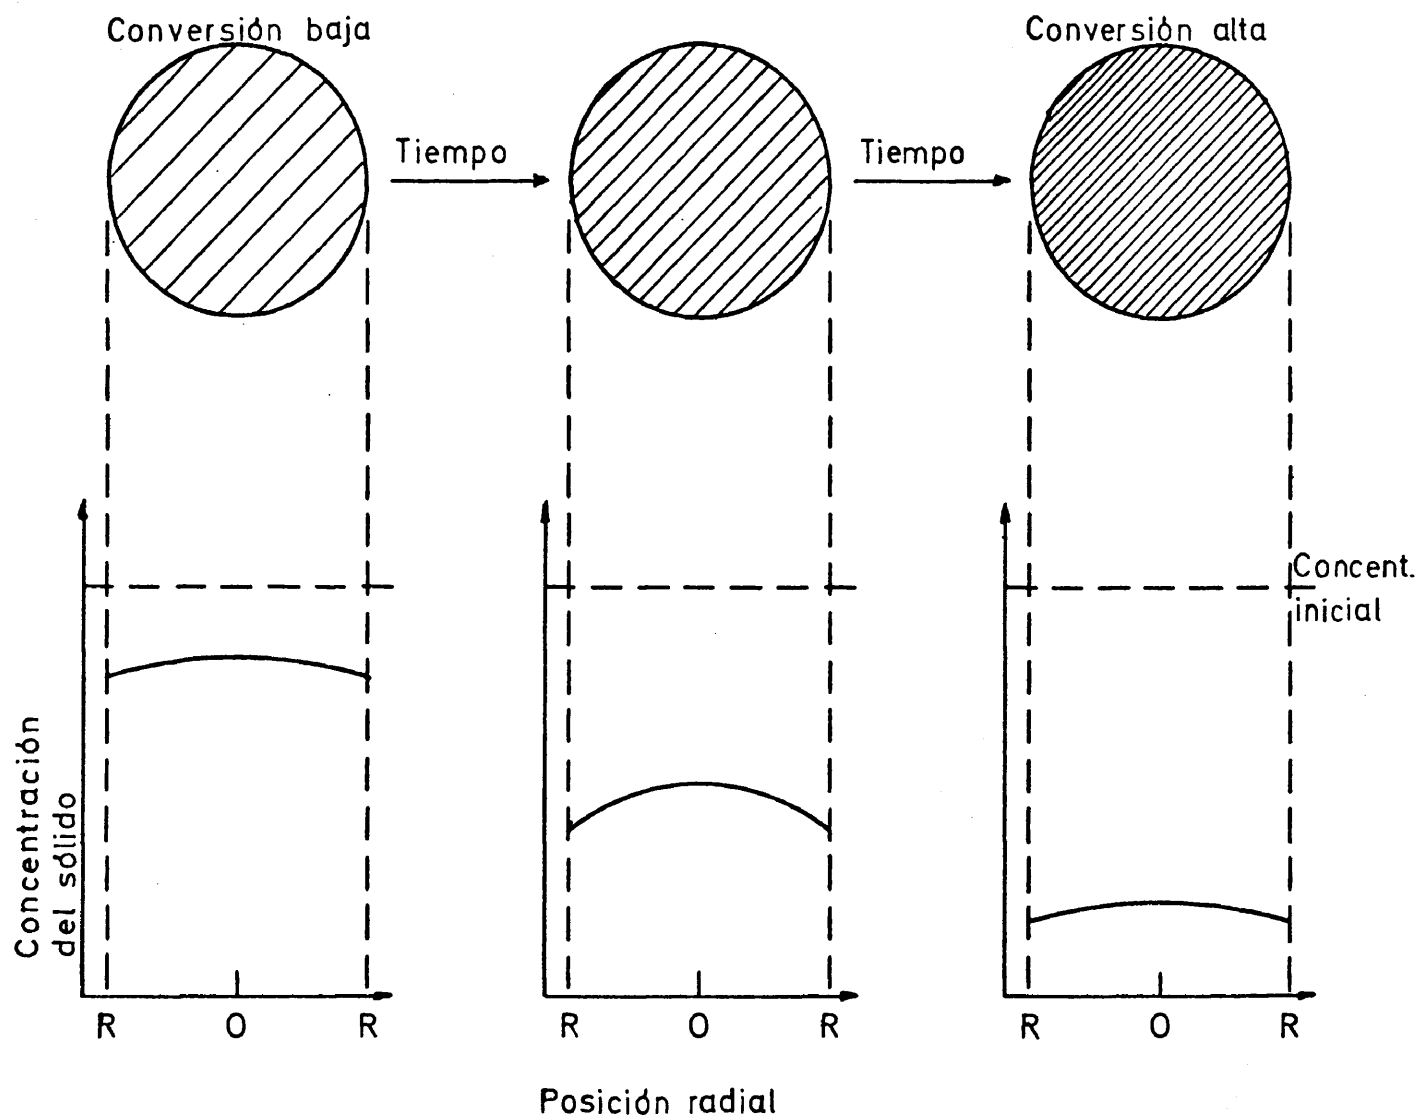 Conversión baja
Conversión alta
Tiempo
Tiempo
Concent.
inicial
Concentración
del sólido
R O R
R O R
R O R
Posición radial